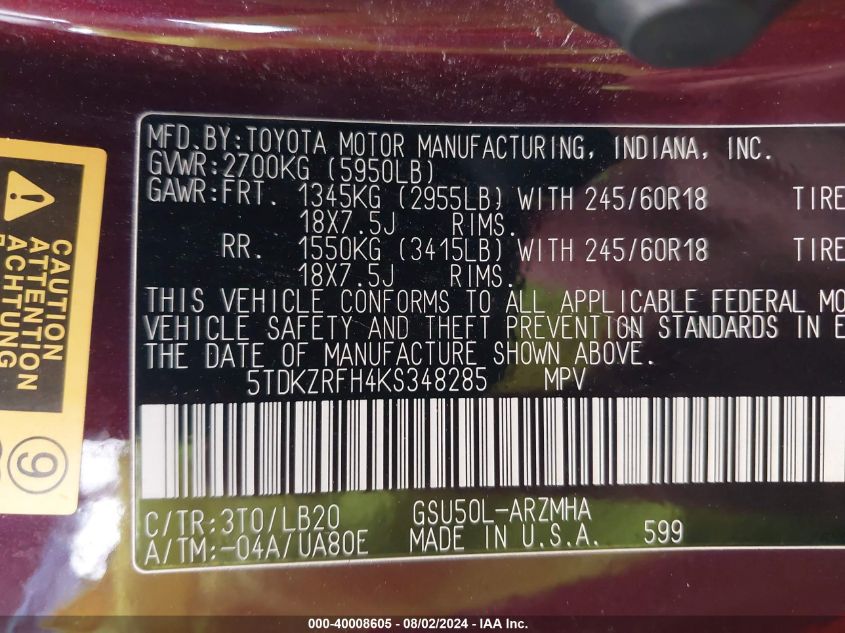 MFD. BY: TOYOTA MOTOR MANUFACTURING, INDIANA, INC.
GVWR: 2700KG (5950LB)
GAWR: FRT. 1345KG (2955LB) WITH 245/60R18 TIRE
18X7.5J RIMS.
RR. 1550KG (3415LB) WITH 245/60R18 TIRE
18X7.5J RIMS.
THIS VEHICLE CONFORMS TO ALL APPLICABLE FEDERAL MO
VEHICLE SAFETY AND THEFT PREVENTION STANDARDS IN E
THE DATE OF MANUFACTURE SHOWN ABOVE.
5TDKZRFH4KS348285 MPV
C/TR: 3T0/LB20 GSU50L-ARZMHA
A/TM: -04A/UA80E MADE IN U.S.A. 599
CAUTION
ATTENTION
ACHTUNG
9
000-40008605 - 08/02/2024 - IAA Inc.